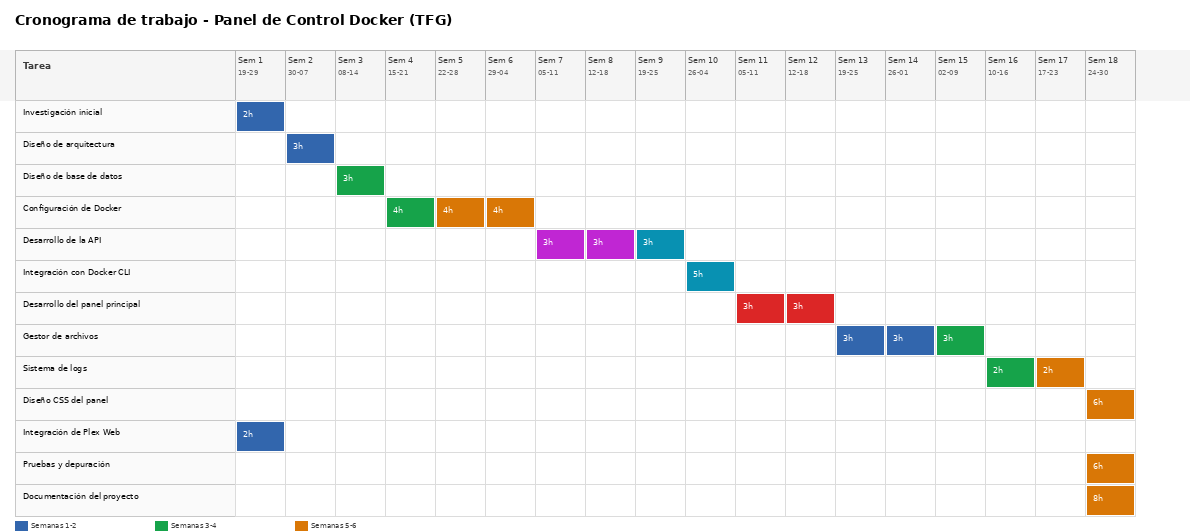 Cronograma de trabajo - Panel de Control Docker (TFG)
Tarea Sem 1 Sem 2 Sem 3 Sem 4 Sem 5 Sem 6 Sem 7 Sem 8 Sem 9 Sem 10 Sem 11 Sem 12 Sem 13 Sem 14 Sem 15 Sem 16 Sem 17 Sem 18
19-29 30-07 08-14 15-21 22-28 29-04 05-11 12-18 19-25 26-04 05-11 12-18 19-25 26-01 02-09 10-16 17-23 24-30
Investigación inicial 2h
Diseño de arquitectura 3h
Diseño de base de datos 3h
Configuración de Docker 4h 4h 4h
Desarrollo de la API 3h 3h 3h
Integración con Docker CLI 5h
Desarrollo del panel principal 3h 3h
Gestor de archivos 3h 3h 3h
Sistema de logs 2h 2h
Diseño CSS del panel 6h
Integración de Plex Web 2h
Pruebas y depuración 6h
Documentación del proyecto 8h
Semanas 1-2 Semanas 3-4 Semanas 5-6